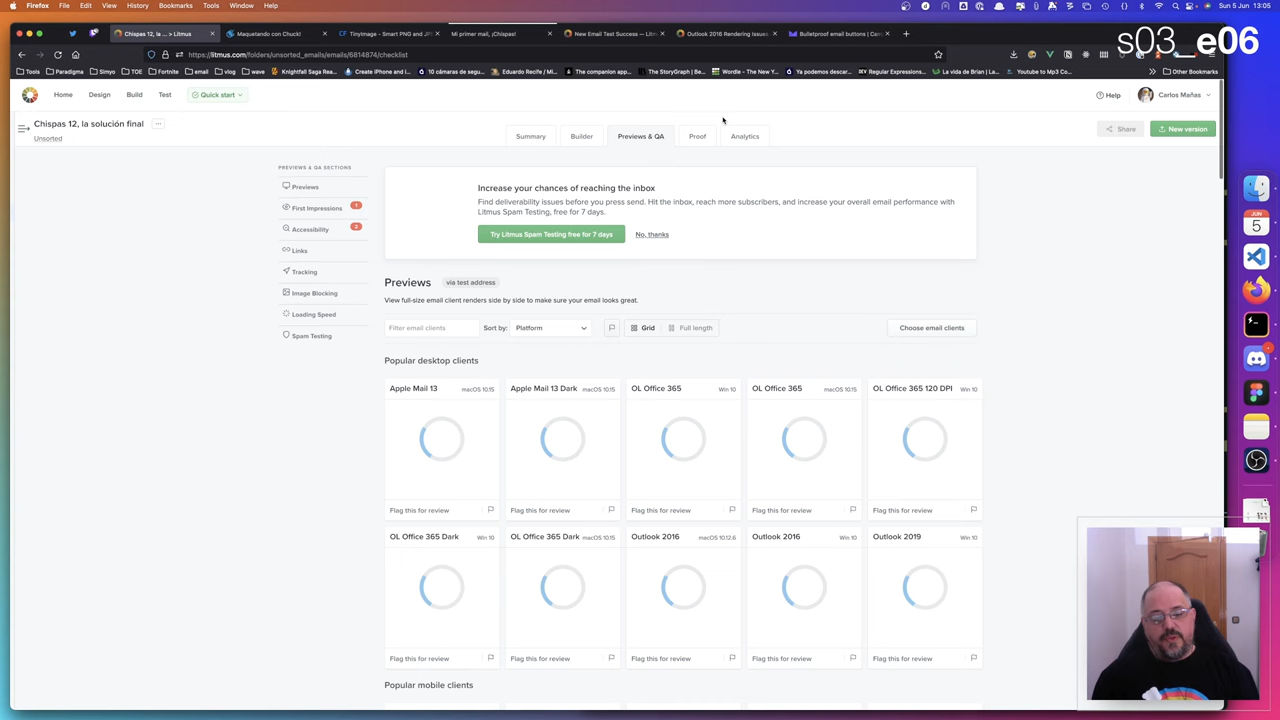 Firefox File Edit View History Bookmarks Tools Window Help
Sun 5 Jun 13:05
Chispas 12, la ... > Litmus
Maquetando con Chuck!
TinyImage - Smart PNG and JP
Mi primer mail, ¡Chispas!
New Email Test Success — Litm
Outlook 2016 Rendering Issues
Bulletproof email buttons | Cam
https://litmus.com/folders/unsorted_emails/emails/6814874/checklist
s03_e06
Tools Paradigma Simyo TOE Fortnite email vlog wave Knightfall Saga Rea... Create iPhone and i... 10 cámaras de segu... Eduardo Recife / Mi... The companion app... The StoryGraph | Be... Wordle - The New Y... Ya podemos descar... Regular Expressions... La vida de Brian | La... Youtube to Mp3 Co... Other Bookmarks
Home Design Build Test Quick start
Help Carlos Mañas
Chispas 12, la solución final ...
Unsorted
Summary Builder Previews & QA Proof Analytics
Share New version
PREVIEWS & QA SECTIONS
Previews
First Impressions
Accessibility 2
Links
Tracking
Image Blocking
Loading Speed
Spam Testing
Increase your chances of reaching the inbox
Find deliverability issues before you press send. Hit the inbox, reach more subscribers, and increase your overall email performance with
Litmus Spam Testing, free for 7 days.
Try Litmus Spam Testing free for 7 days No, thanks
Previews via test address
View full-size email client renders side by side to make sure your email looks great.
Filter email clients Sort by: Platform Grid Full length Choose email clients
Popular desktop clients
Apple Mail 13 macOS 10.15 Apple Mail 13 Dark macOS 10.15 OL Office 365 Win 10 OL Office 365 macOS 10.15 OL Office 365 120 DPI Win 10
Flag this for review Flag this for review Flag this for review Flag this for review Flag this for review
OL Office 365 Dark Win 10 OL Office 365 Dark macOS 10.15 Outlook 2016 macOS 10.12.6 Outlook 2016 Win 10 Outlook 2019 Win 10
Flag this for review Flag this for review Flag this for review Flag this for review Flag this for review
Popular mobile clients
JUN
5